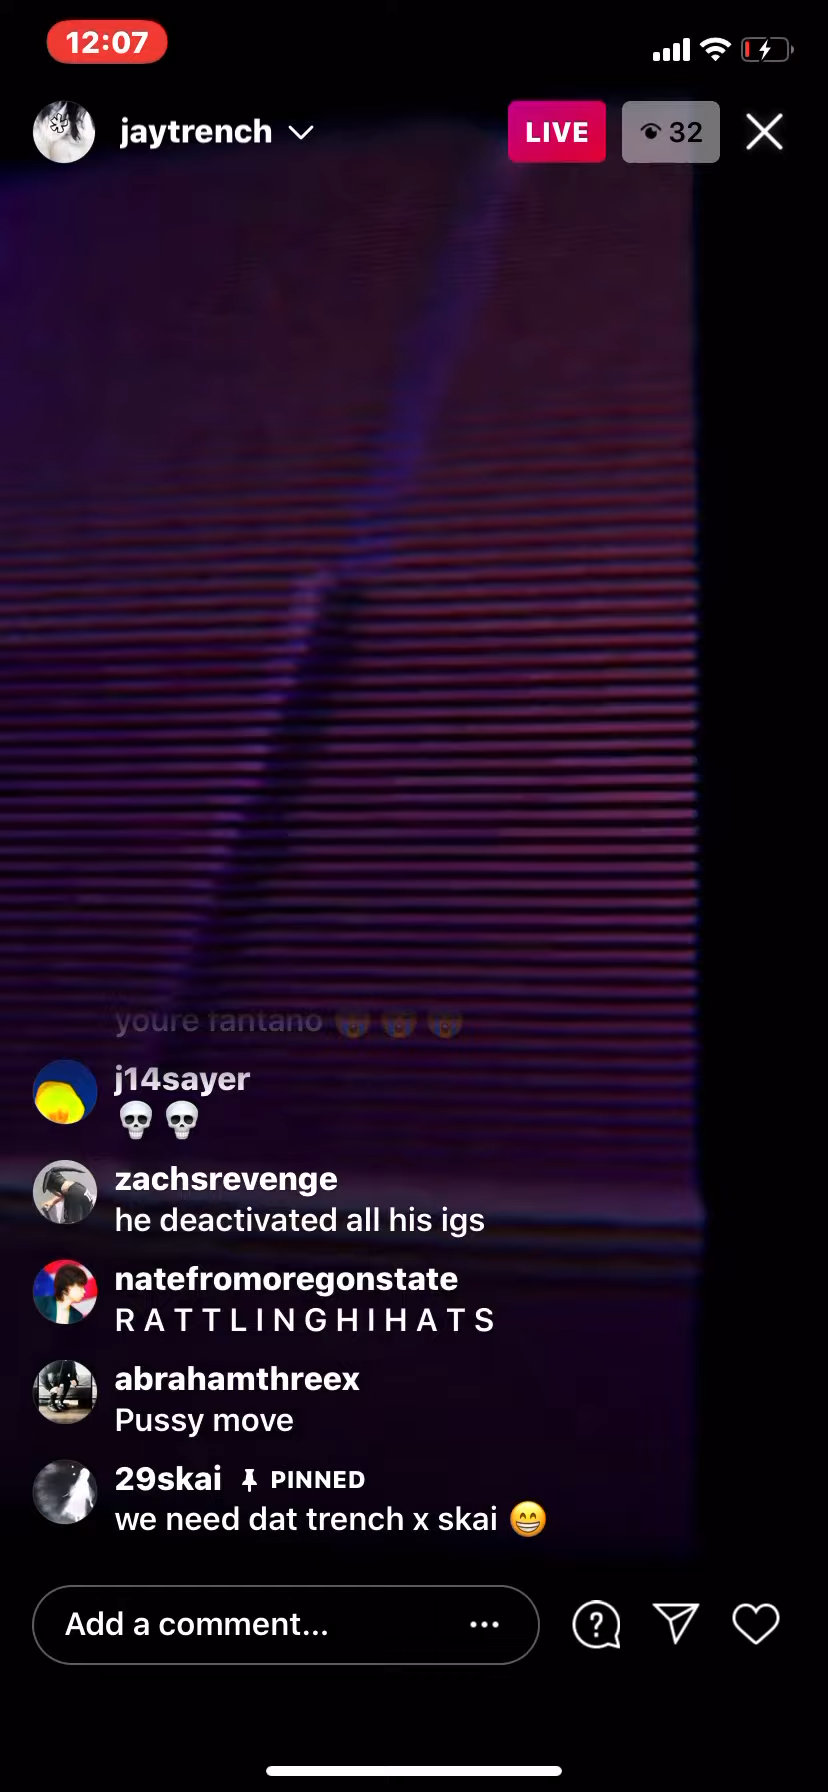 12:07
jaytrench
LIVE
32
youre fantano 😭 😭 😭
j14sayer
💀 💀
zachsrevenge
he deactivated all his igs
natefromoregonstate
R A T T L I N G H I H A T S
abrahamthreex
Pussy move
29skai PINNED
we need dat trench x skai 😁
Add a comment...